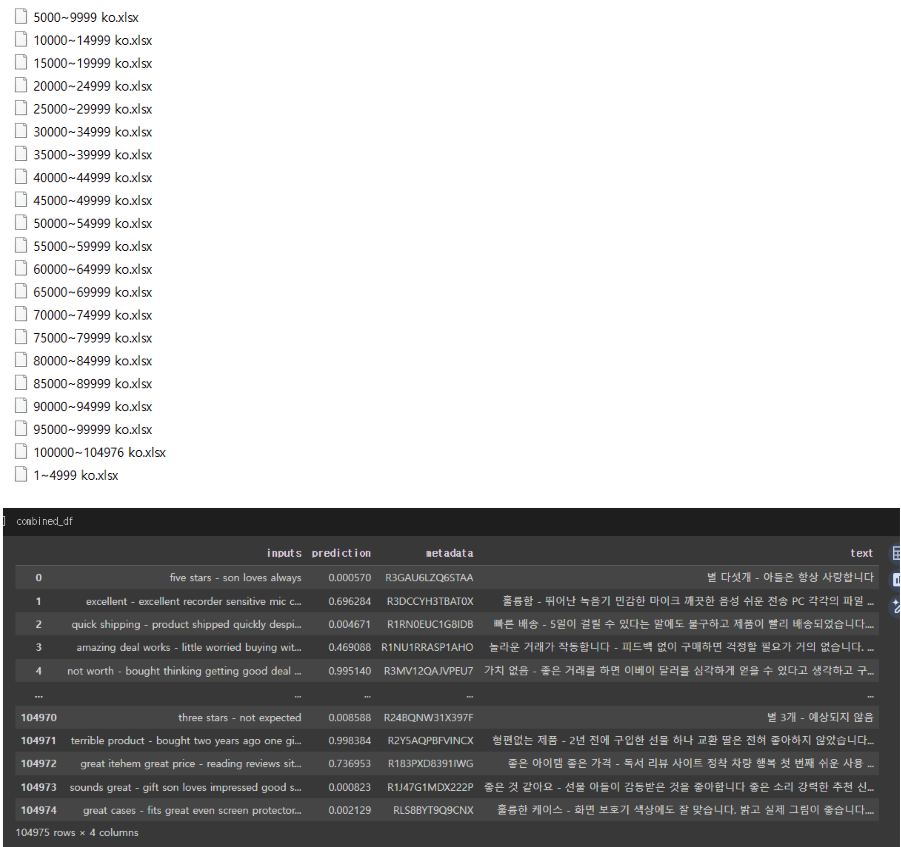 5000~9999 ko.xlsx
10000~14999 ko.xlsx
15000~19999 ko.xlsx
20000~24999 ko.xlsx
25000~29999 ko.xlsx
30000~34999 ko.xlsx
35000~39999 ko.xlsx
40000~44999 ko.xlsx
45000~49999 ko.xlsx
50000~54999 ko.xlsx
55000~59999 ko.xlsx
60000~64999 ko.xlsx
65000~69999 ko.xlsx
70000~74999 ko.xlsx
75000~79999 ko.xlsx
80000~84999 ko.xlsx
85000~89999 ko.xlsx
90000~94999 ko.xlsx
95000~99999 ko.xlsx
100000~104976 ko.xlsx
1~4999 ko.xlsx
combined_df
inputs prediction metadata text
0 five stars - son loves always 0.000570 R3GAU6LZQ6STAA 별 다섯개 - 아들은 항상 사랑합니다
1 excellent - excellent recorder sensitive mic c... 0.696284 R3DCCYH3TBAT0X 훌륭함 - 뛰어난 녹음기 민감한 마이크 깨끗한 음성 쉬운 전송 PC 각각의 파일 ...
2 quick shipping - product shipped quickly despi... 0.004671 R1RN0EUC1G8IDB 빠른 배송 - 5일이 걸릴 수 있다는 말에도 불구하고 제품이 빨리 배송되었습니다....
3 amazing deal works - little worried buying wit... 0.469088 R1NU1RRASP1AHO 놀라운 거래가 작동합니다 - 피드백 없이 구매하면 걱정할 필요가 거의 없습니다. ...
4 not worth - bought thinking getting good deal ... 0.995140 R3MV12QAJVPEU7 가치 없음 - 좋은 거래를 하면 이베이 달러를 심각하게 얻을 수 있다고 생각하고 구...
... ... ... ... ...
104970 three stars - not expected 0.008588 R24BQNW31X397F 별 3개 - 예상되지 않음
104971 terrible product - bought two years ago one gi... 0.998384 R2Y5AQPBFVINCX 형편없는 제품 - 2년 전에 구입한 선물 하나 교환 딸은 전혀 좋아하지 않았습니다...
104972 great itehem great price - reading reviews sit... 0.736953 R183PXD8391IWG 좋은 아이템 좋은 가격 - 독서 리뷰 사이트 정착 차량 행복 첫 번째 쉬운 사용 ...
104973 sounds great - gift son loves impressed good s... 0.000823 R1J47G1MDX222P 좋은 것 같아요 - 선물 아들이 감동받은 것을 좋아합니다 좋은 소리 강력한 추천 신...
104974 great cases - fits great even screen protector... 0.002129 RLS8BYT9Q9CNX 훌륭한 케이스 - 화면 보호기 색상에도 잘 맞습니다. 밝고 실제 그림이 좋습니다....
104975 rows × 4 columns